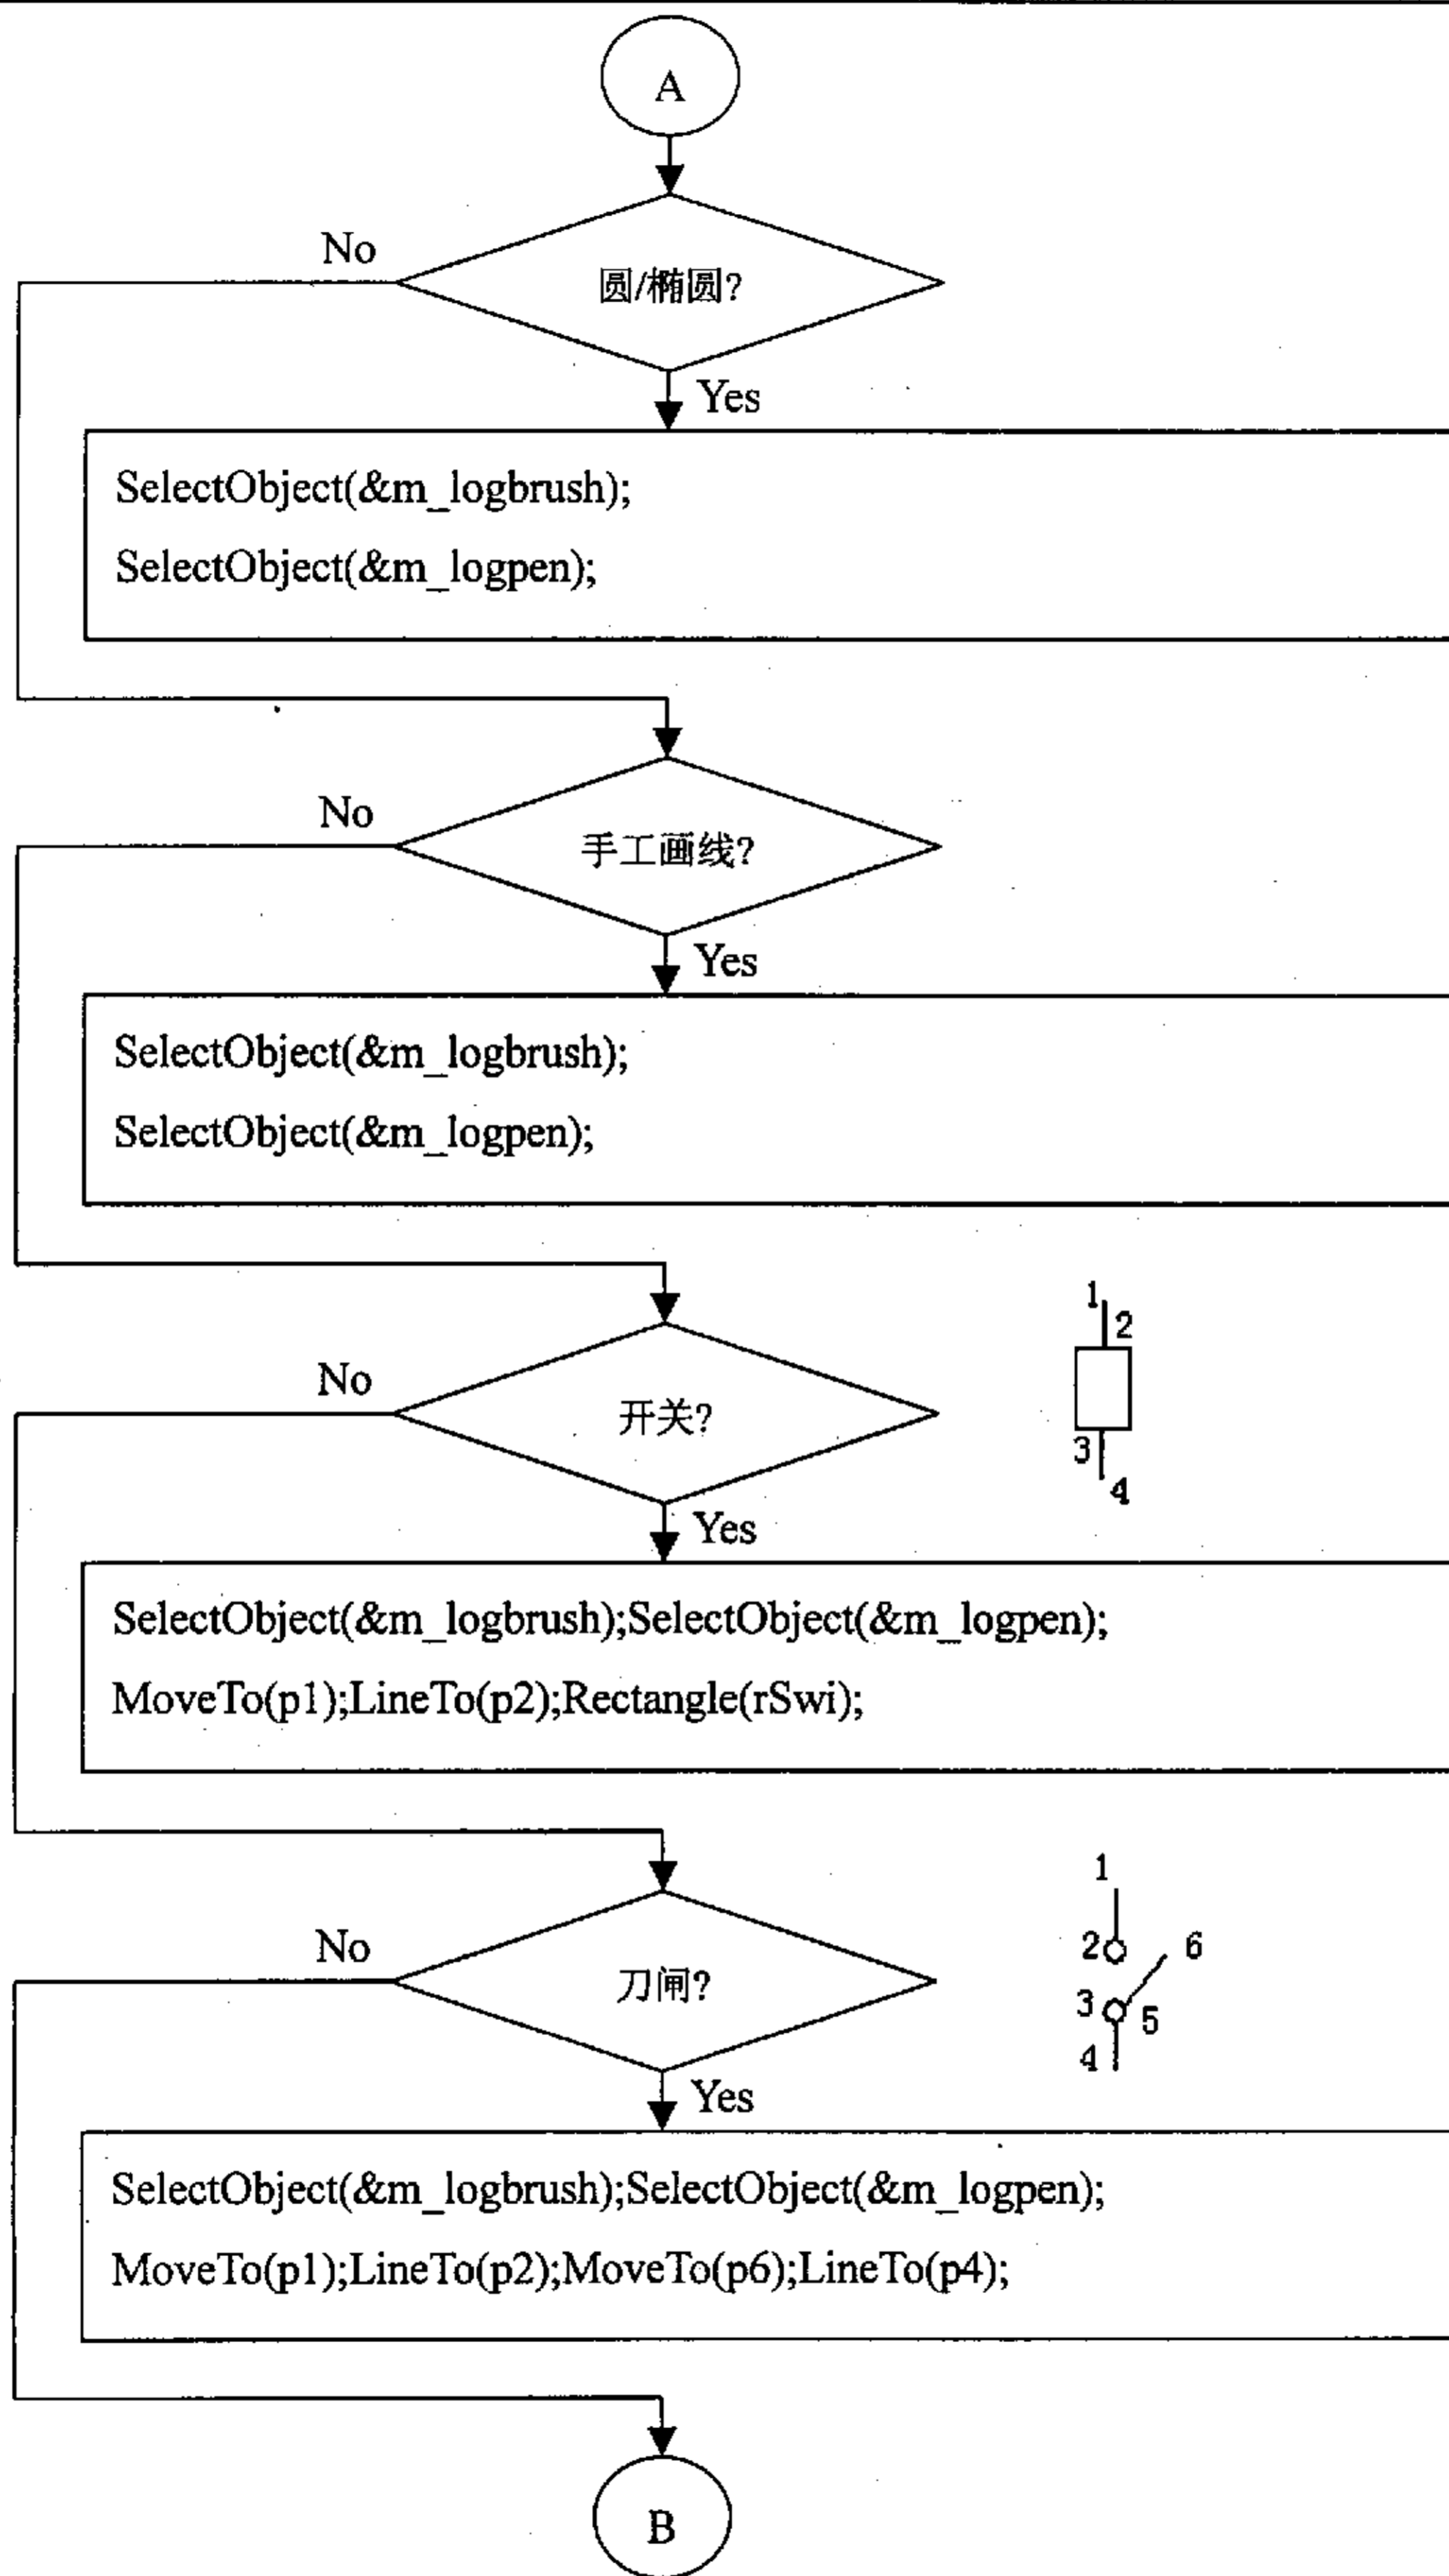 A
No
圆/椭圆?
Yes
SelectObject(&m_logbrush);
SelectObject(&m_logpen);
No
手工画线?
Yes
SelectObject(&m_logbrush);
SelectObject(&m_logpen);
1
2
No
开关?
3
4
Yes
SelectObject(&m_logbrush);SelectObject(&m_logpen);
MoveTo(p1);LineTo(p2);Rectangle(rSwi);
1
No
2
6
刀闸?
3
5
4
Yes
SelectObject(&m_logbrush);SelectObject(&m_logpen);
MoveTo(p1);LineTo(p2);MoveTo(p6);LineTo(p4);
B